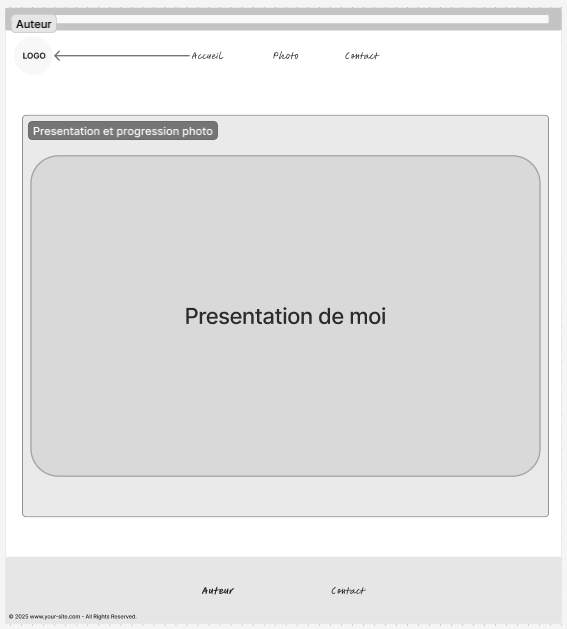 Auteur
LOGO
Accueil Photo Contact
Presentation et progression photo
Presentation de moi
Auteur Contact
© 2025 www.your-site.com - All Rights Reserved.